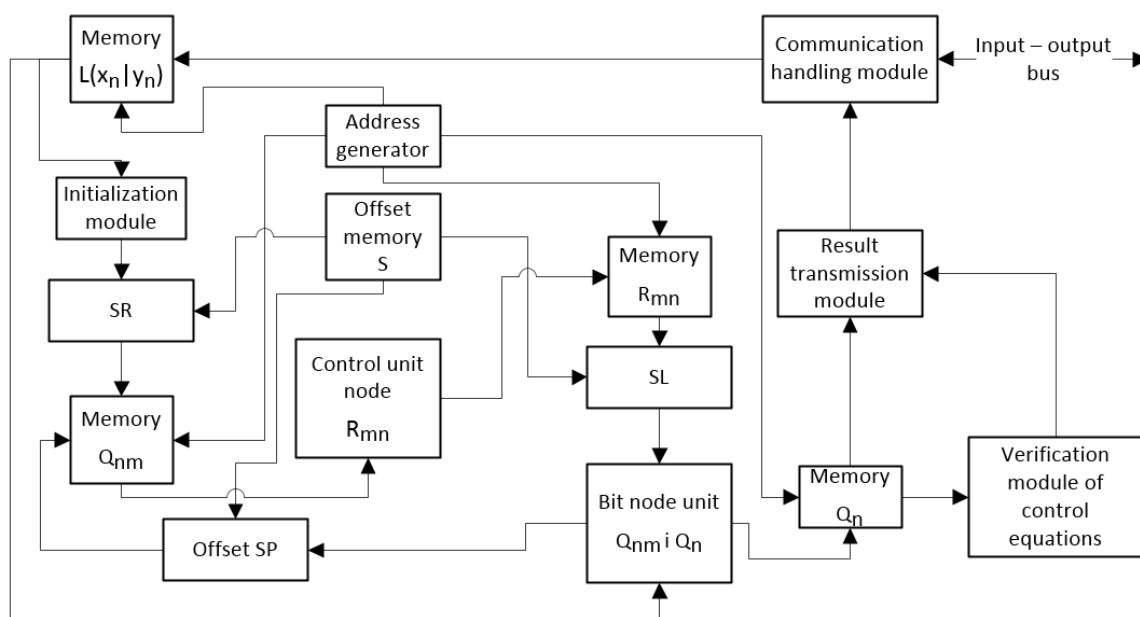 Memory
L(xn|yn)
Communication
handling module
Input – output
bus
Address
generator
Initialization
module
Offset
memory
S
Memory
Rmn
Result
transmission
module
SR
Control unit
node
Rmn
SL
Memory
Qnm
Bit node unit
Qnm i Qn
Memory
Qn
Verification
module of
control
equations
Offset SP